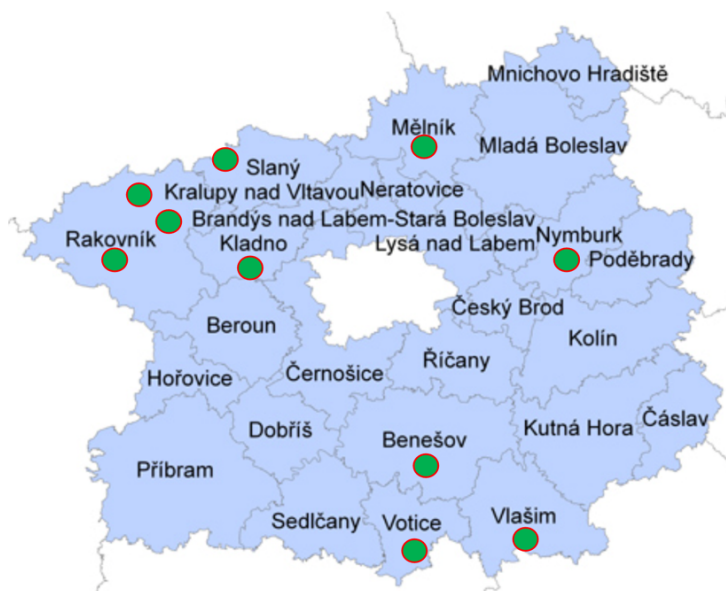 Mnichovo Hradiště
Mělník
Mladá Boleslav
Slaný
Kralupy nad Vltavou
Neratovice
Brandýs nad Labem-Stará Boleslav
Rakovník
Kladno
Lysá nad Labem
Nymburk
Poděbrady
Český Brod
Beroun
Kolín
Říčany
Hořovice
Černošice
Čáslav
Dobříš
Kutná Hora
Benešov
Příbram
Sedlčany
Votice
Vlašim